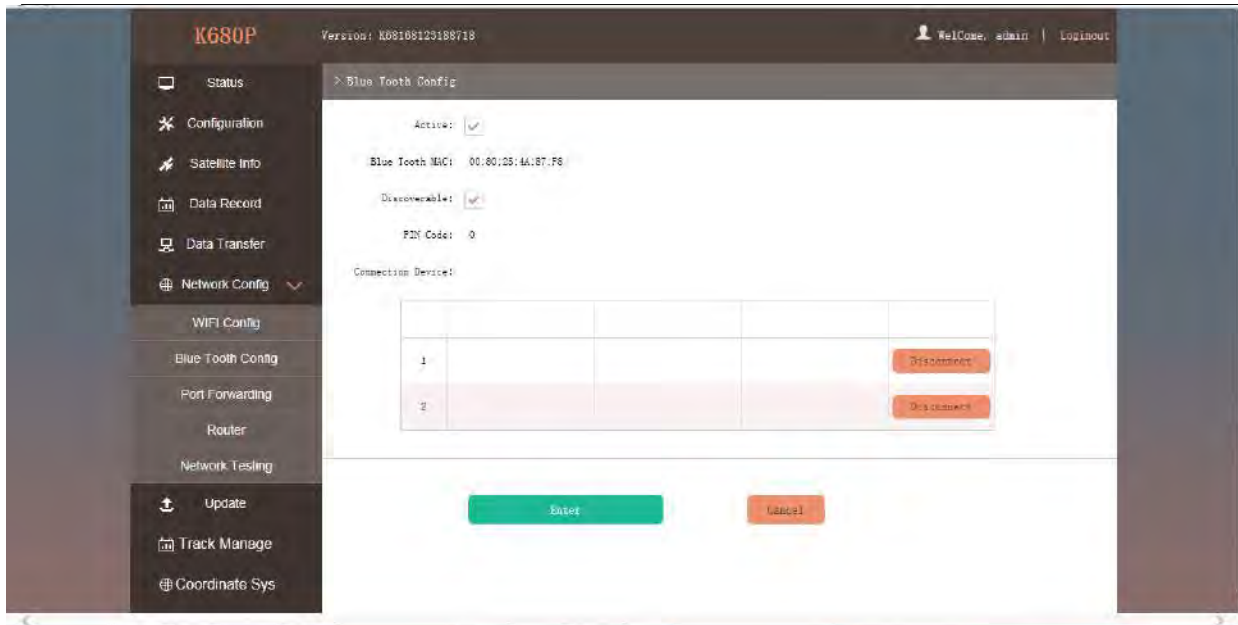 K680P
Version: K68168123188718
WelCome, admin | Loginout
Status
> Blue Tooth Config
Configuration
Active:
Satellite Info
Blue Tooth MAC: 00:80:25:4A:87:F8
Data Record
Discoverable:
Data Transfer
PIN Code: 0
Network Config
Connection Device:
WIFI Config
Blue Tooth Config
1
Disconnect
Port Forwarding
2
Disconnect
Router
Network Testing
Update
Enter
Cancel
Track Manage
Coordinate Sys